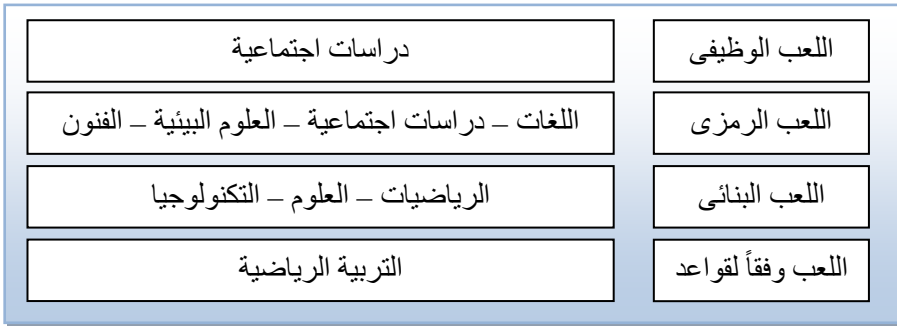 اللعب الوظيفى
دراسات اجتماعية
اللعب الرمزى
اللغات – دراسات اجتماعية – العلوم البيئية – الفنون
اللعب البنائى
الرياضيات – العلوم – التكنولوجيا
اللعب وفقاً لقواعد
التربية الرياضية